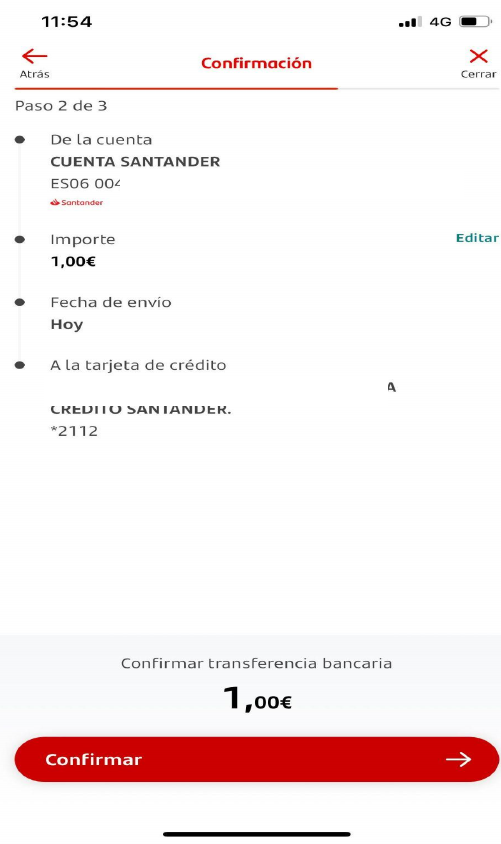 11:54
4G
Atrás
Confirmación
Cerrar
Paso 2 de 3
De la cuenta
CUENTA SANTANDER
ES06 004
Santander
Importe
Editar
1,00€
Fecha de envío
Hoy
A la tarjeta de crédito
A
CREDITO SANTANDER.
*2112
Confirmar transferencia bancaria
1,00€
Confirmar